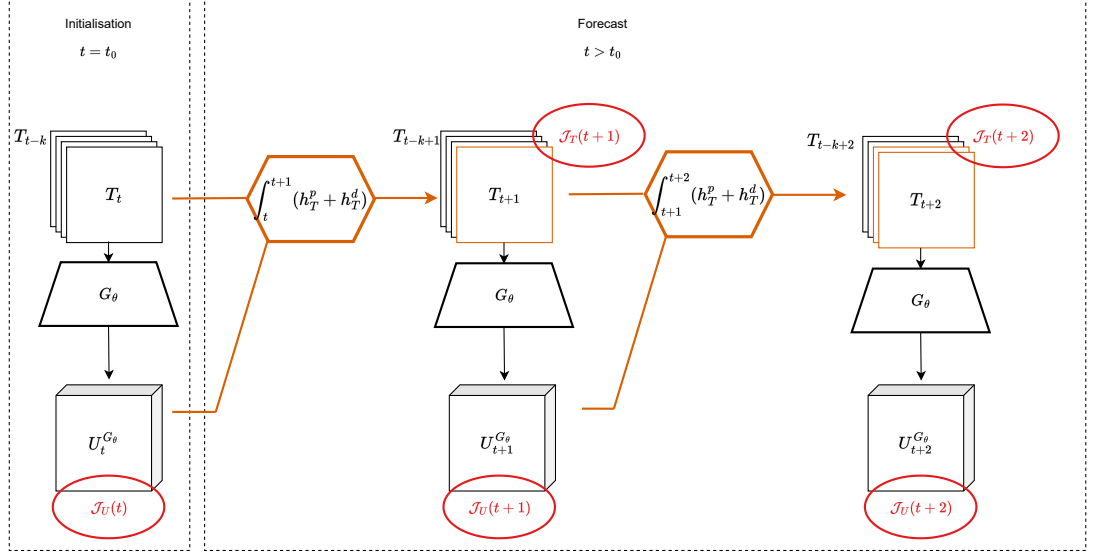 Initialisation
t = t₀
Forecast
t > t₀
T_{t−k}
T_t
∫_t^{t+1} (h_T^p + h_T^d)
T_{t−k+1}
𝒥_T(t+1)
T_{t+1}
∫_{t+1}^{t+2} (h_T^p + h_T^d)
T_{t−k+2}
𝒥_T(t+2)
T_{t+2}
G_θ
G_θ
G_θ
U_t^{G_θ}
U_{t+1}^{G_θ}
U_{t+2}^{G_θ}
𝒥_U(t)
𝒥_U(t+1)
𝒥_U(t+2)